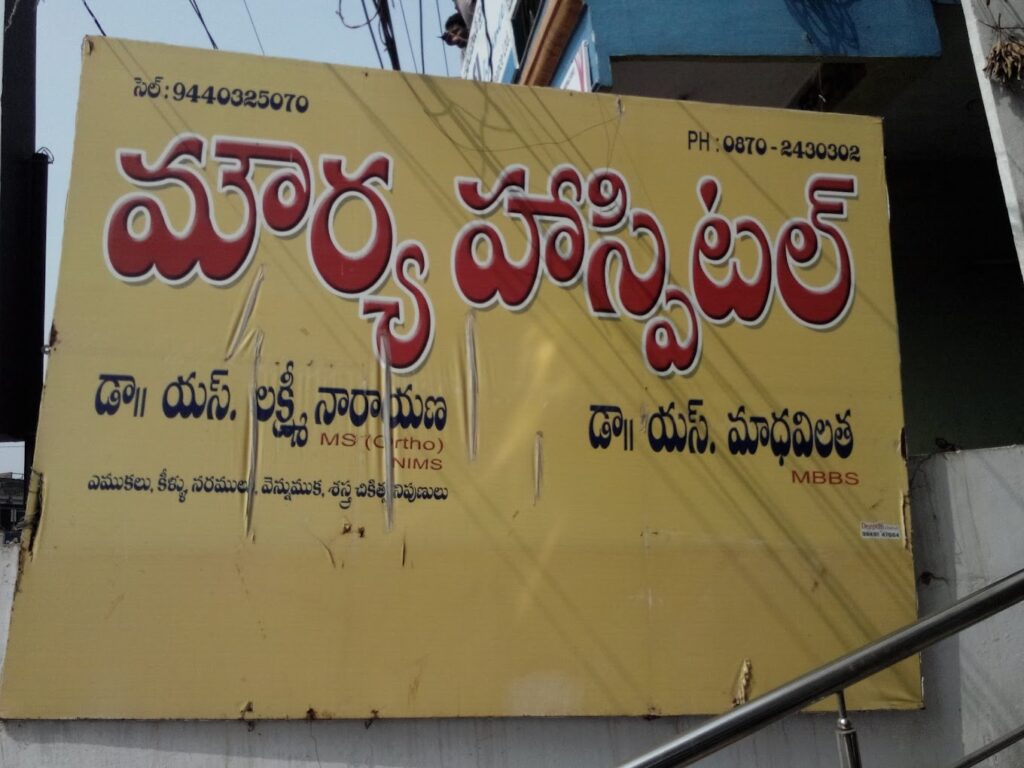 సెల్ : 9440325070
PH : 0870 - 2430302
మౌర్య హాస్పిటల్
డా॥ యస్. లక్ష్మీ నారాయణ
MS (Ortho)
NIMS
ఎముకలు, కీళ్ళు, నరములు, వెన్నుముక, శస్త్ర చికిత్స నిపుణులు
డా॥ యస్. మాధవిలత
MBBS